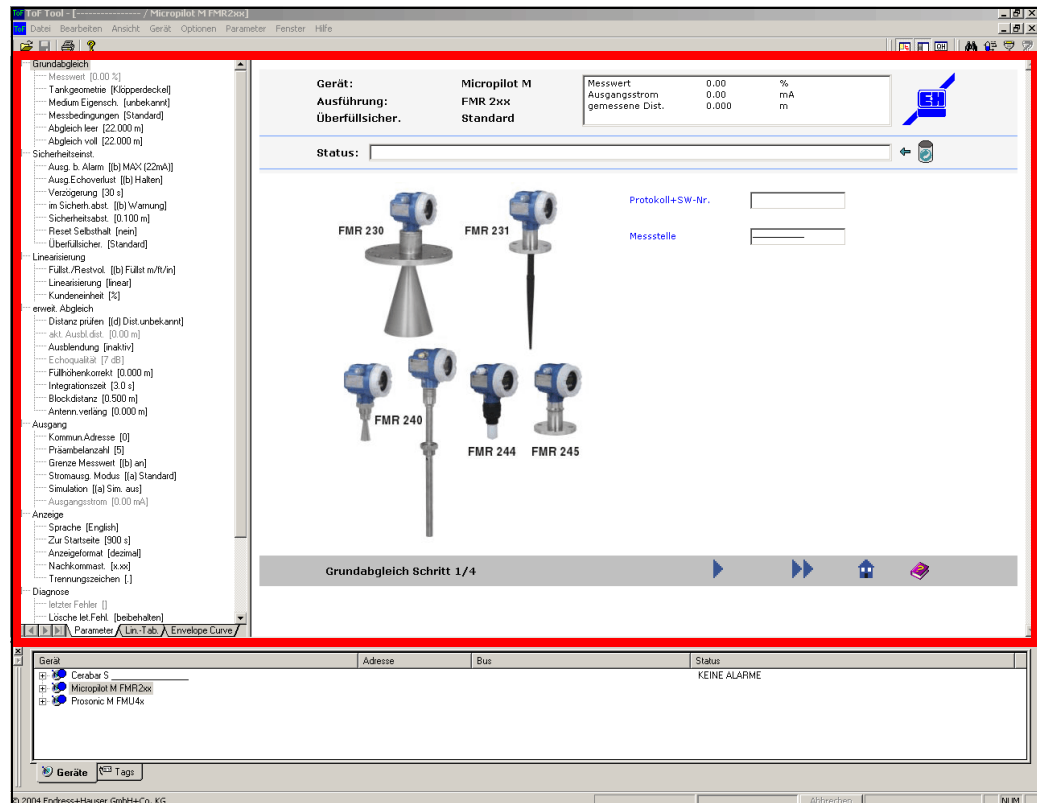 ToF Tool - [---------------- / Micropilot M FMR2xx]
Datei Bearbeiten Ansicht Gerät Optionen Parameter Fenster Hilfe
Grundabgleich
Messwert [0.00 %]
Tankgeometrie [Klöpperdeckel]
Medium Eigensch. [unbekannt]
Messbedingungen [Standard]
Abgleich leer [22.000 m]
Abgleich voll [22.000 m]
Sicherheitseinst.
Ausg. b. Alarm [(b) MAX (22mA)]
Ausg.Echoverlust [(b) Halten]
Verzögerung [30 s]
im Sicherh.abst. [(b) Warnung]
Sicherheitsabst. [0.100 m]
Reset Selbsthalt [nein]
Überfüllsicher. [Standard]
Linearisierung
Füllst./Restvol. [(b) Füllst m/ft/in]
Linearisierung [linear]
Kundeneinheit [%]
erweit. Abgleich
Distanz prüfen [(d) Dist.unbekannt]
akt. Ausbl.dist. [0.00 m]
Ausblendung [inaktiv]
Echoqualität [7 dB]
Füllhöhenkorrekt [0.000 m]
Integrationszeit [3.0 s]
Blockdistanz [0.500 m]
Antenn.verläng [0.000 m]
Ausgang
Kommun.Adresse [0]
Präambelanzahl [5]
Grenze Messwert [(b) an]
Stromausg. Modus [(a) Standard]
Simulation [(a) Sim. aus]
Ausgangsstrom [0.00 mA]
Anzeige
Sprache [English]
Zur Startseite [900 s]
Anzeigeformat [dezimal]
Nachkommast. [x.xx]
Trennungszeichen [.]
Diagnose
letzter Fehler []
Lösche let.Fehl. [beibehalten]
Parameter Lin.-Tab. Envelope Curve
Gerät: Micropilot M
Ausführung: FMR 2xx
Überfüllsicher. Standard
Messwert 0.00 %
Ausgangsstrom 0.00 mA
gemessene Dist. 0.000 m
EH
Status:
FMR 230
FMR 231
FMR 240
FMR 244
FMR 245
Protokoll+SW-Nr.
Messstelle ----------------
Grundabgleich Schritt 1/4
Gerät Adresse Bus Status
Cerabar S ________________ KEINE ALARME
Micropilot M FMR2xx
Prosonic M FMU4x
Geräte Tags
© 2004 Endress+Hauser GmbH+Co. KG
Abbrechen
NUM